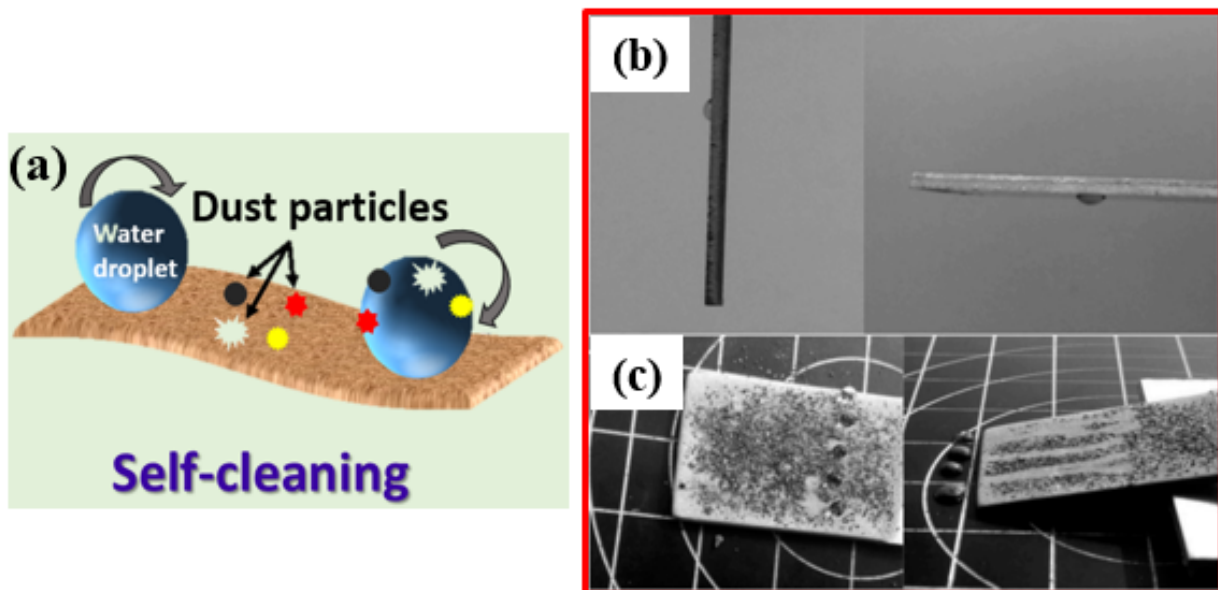 (a)
Dust particles
Water
droplet
Self-cleaning
(b)
(c)